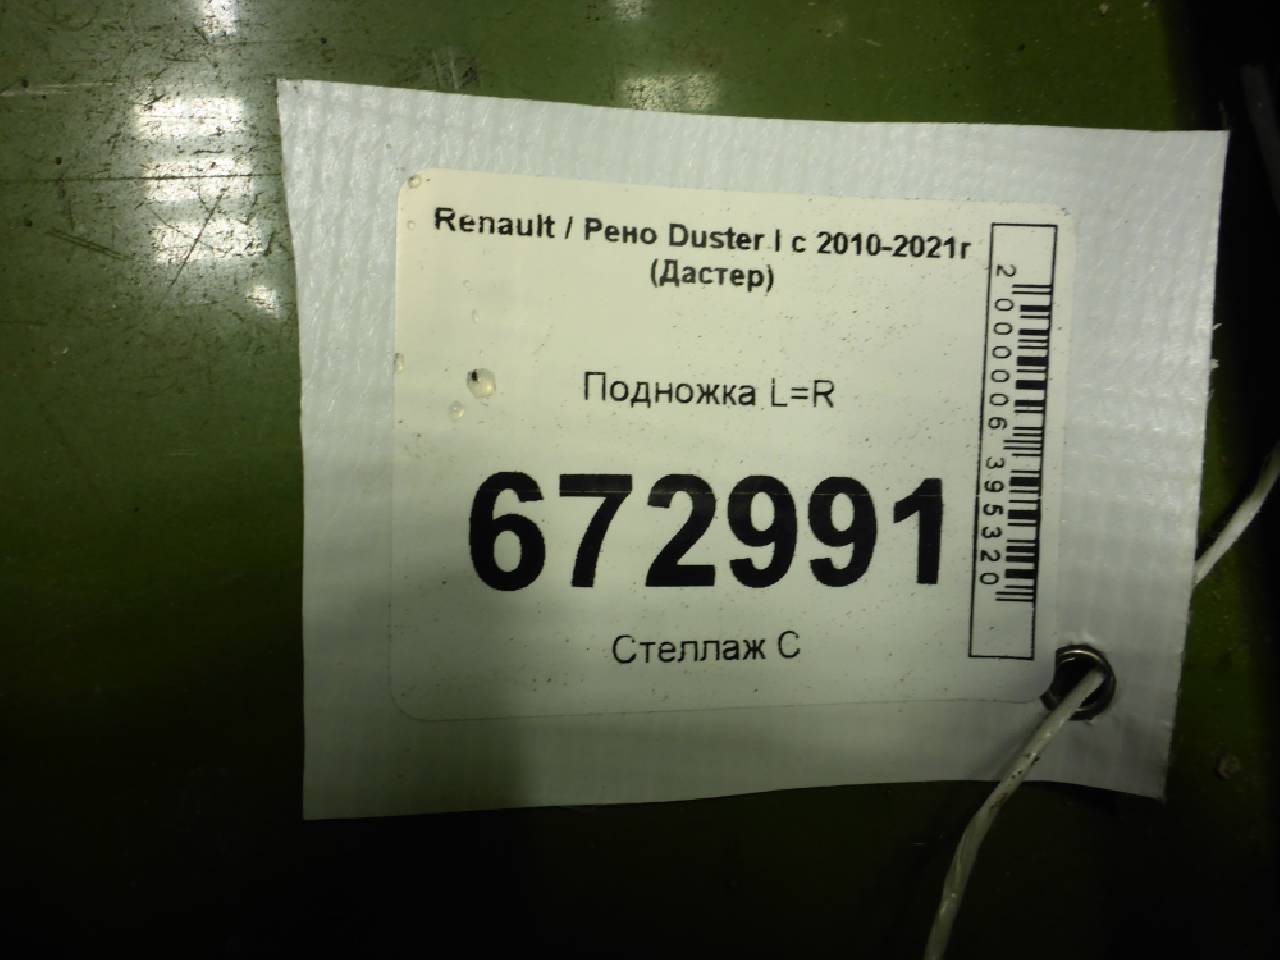 Renault / Рено Duster I с 2010-2021г
(Дастер)
Подножка L=R
672991
Стеллаж С
2000006395320